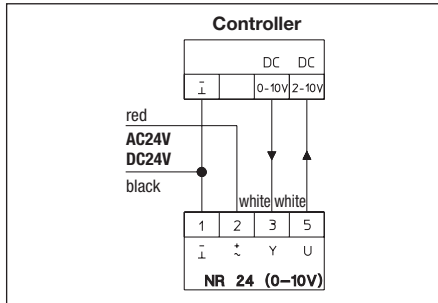 Controller
DC DC
⊥ 0-10V 2-10V
red
AC24V
DC24V
black
white white
1 2 3 5
⊥ ~ Y U
NR 24 (0-10V)